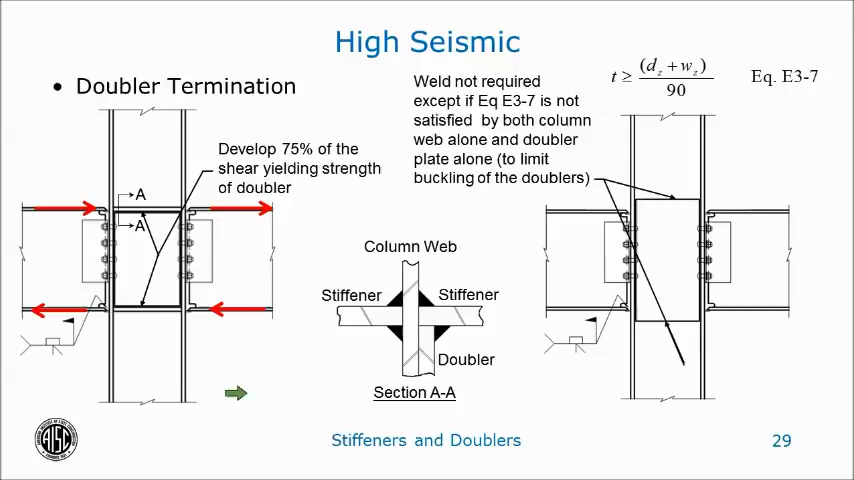 High Seismic
• Doubler Termination
Develop 75% of the
shear yielding strength
of doubler
Weld not required
except if Eq E3-7 is not
satisfied by both column
web alone and doubler
plate alone (to limit
buckling of the doublers)
t ≥ (d_z + w_z) / 90 Eq. E3-7
A
A
Column Web
Stiffener
Stiffener
Doubler
Section A-A
AISC
Stiffeners and Doublers
29